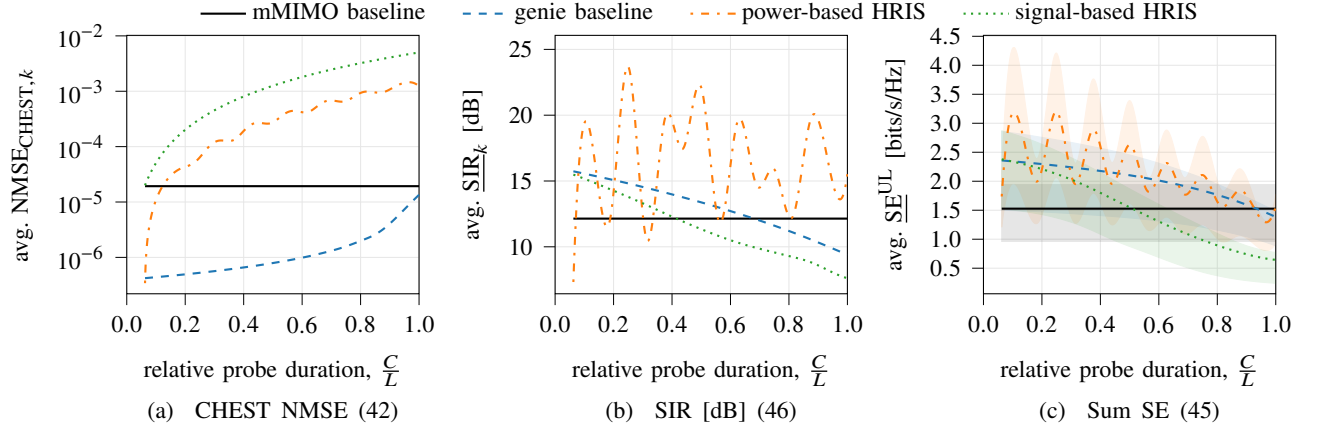 mMIMO baseline genie baseline power-based HRIS signal-based HRIS
10⁻²
10⁻³
10⁻⁴
10⁻⁵
10⁻⁶
avg. NMSE_CHEST,k
0.0 0.2 0.4 0.6 0.8 1.0
relative probe duration, C/L
(a) CHEST NMSE (42)
25
20
15
10
avg. SIR_k [dB]
0.0 0.2 0.4 0.6 0.8 1.0
relative probe duration, C/L
(b) SIR [dB] (46)
4.5
4.0
3.5
3.0
2.5
2.0
1.5
1.0
0.5
avg. SE^UL [bits/s/Hz]
0.0 0.2 0.4 0.6 0.8 1.0
relative probe duration, C/L
(c) Sum SE (45)